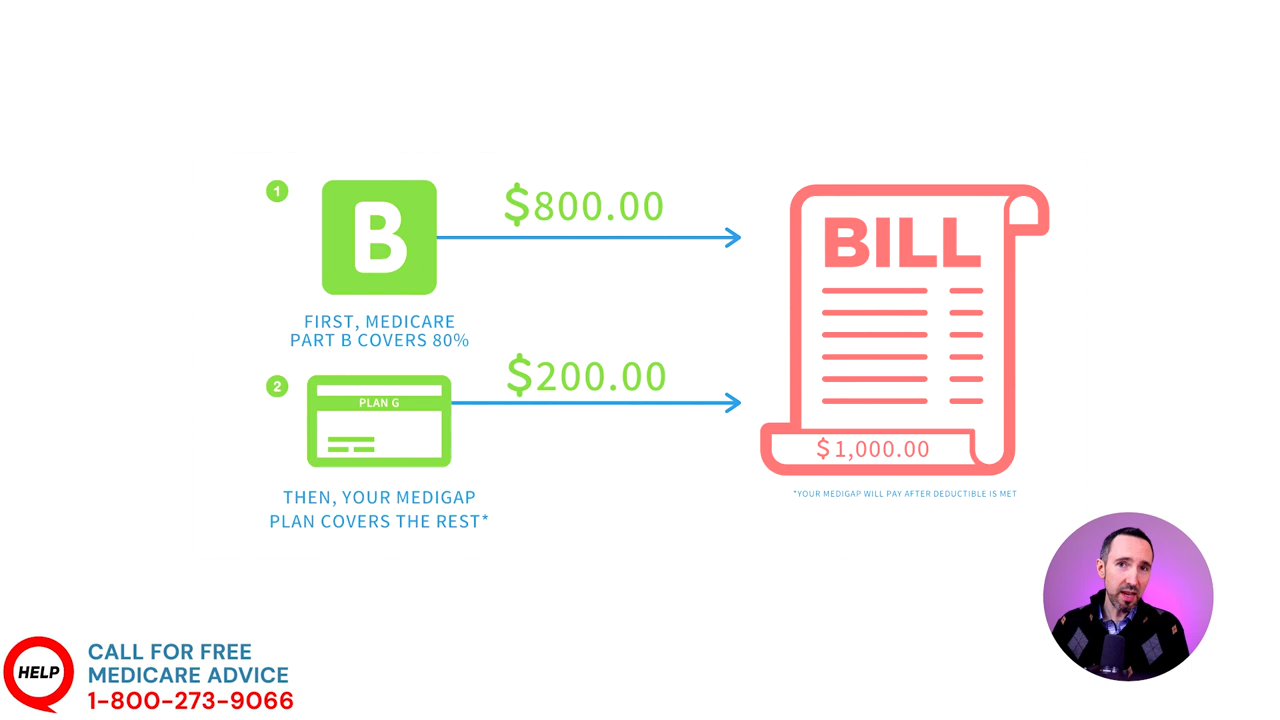 1
B
$800.00
FIRST, MEDICARE
PART B COVERS 80%
2
PLAN G
$200.00
THEN, YOUR MEDIGAP
PLAN COVERS THE REST*
BILL
$1,000.00
*YOUR MEDIGAP WILL PAY AFTER DEDUCTIBLE IS MET
HELP
CALL FOR FREE
MEDICARE ADVICE
1-800-273-9066